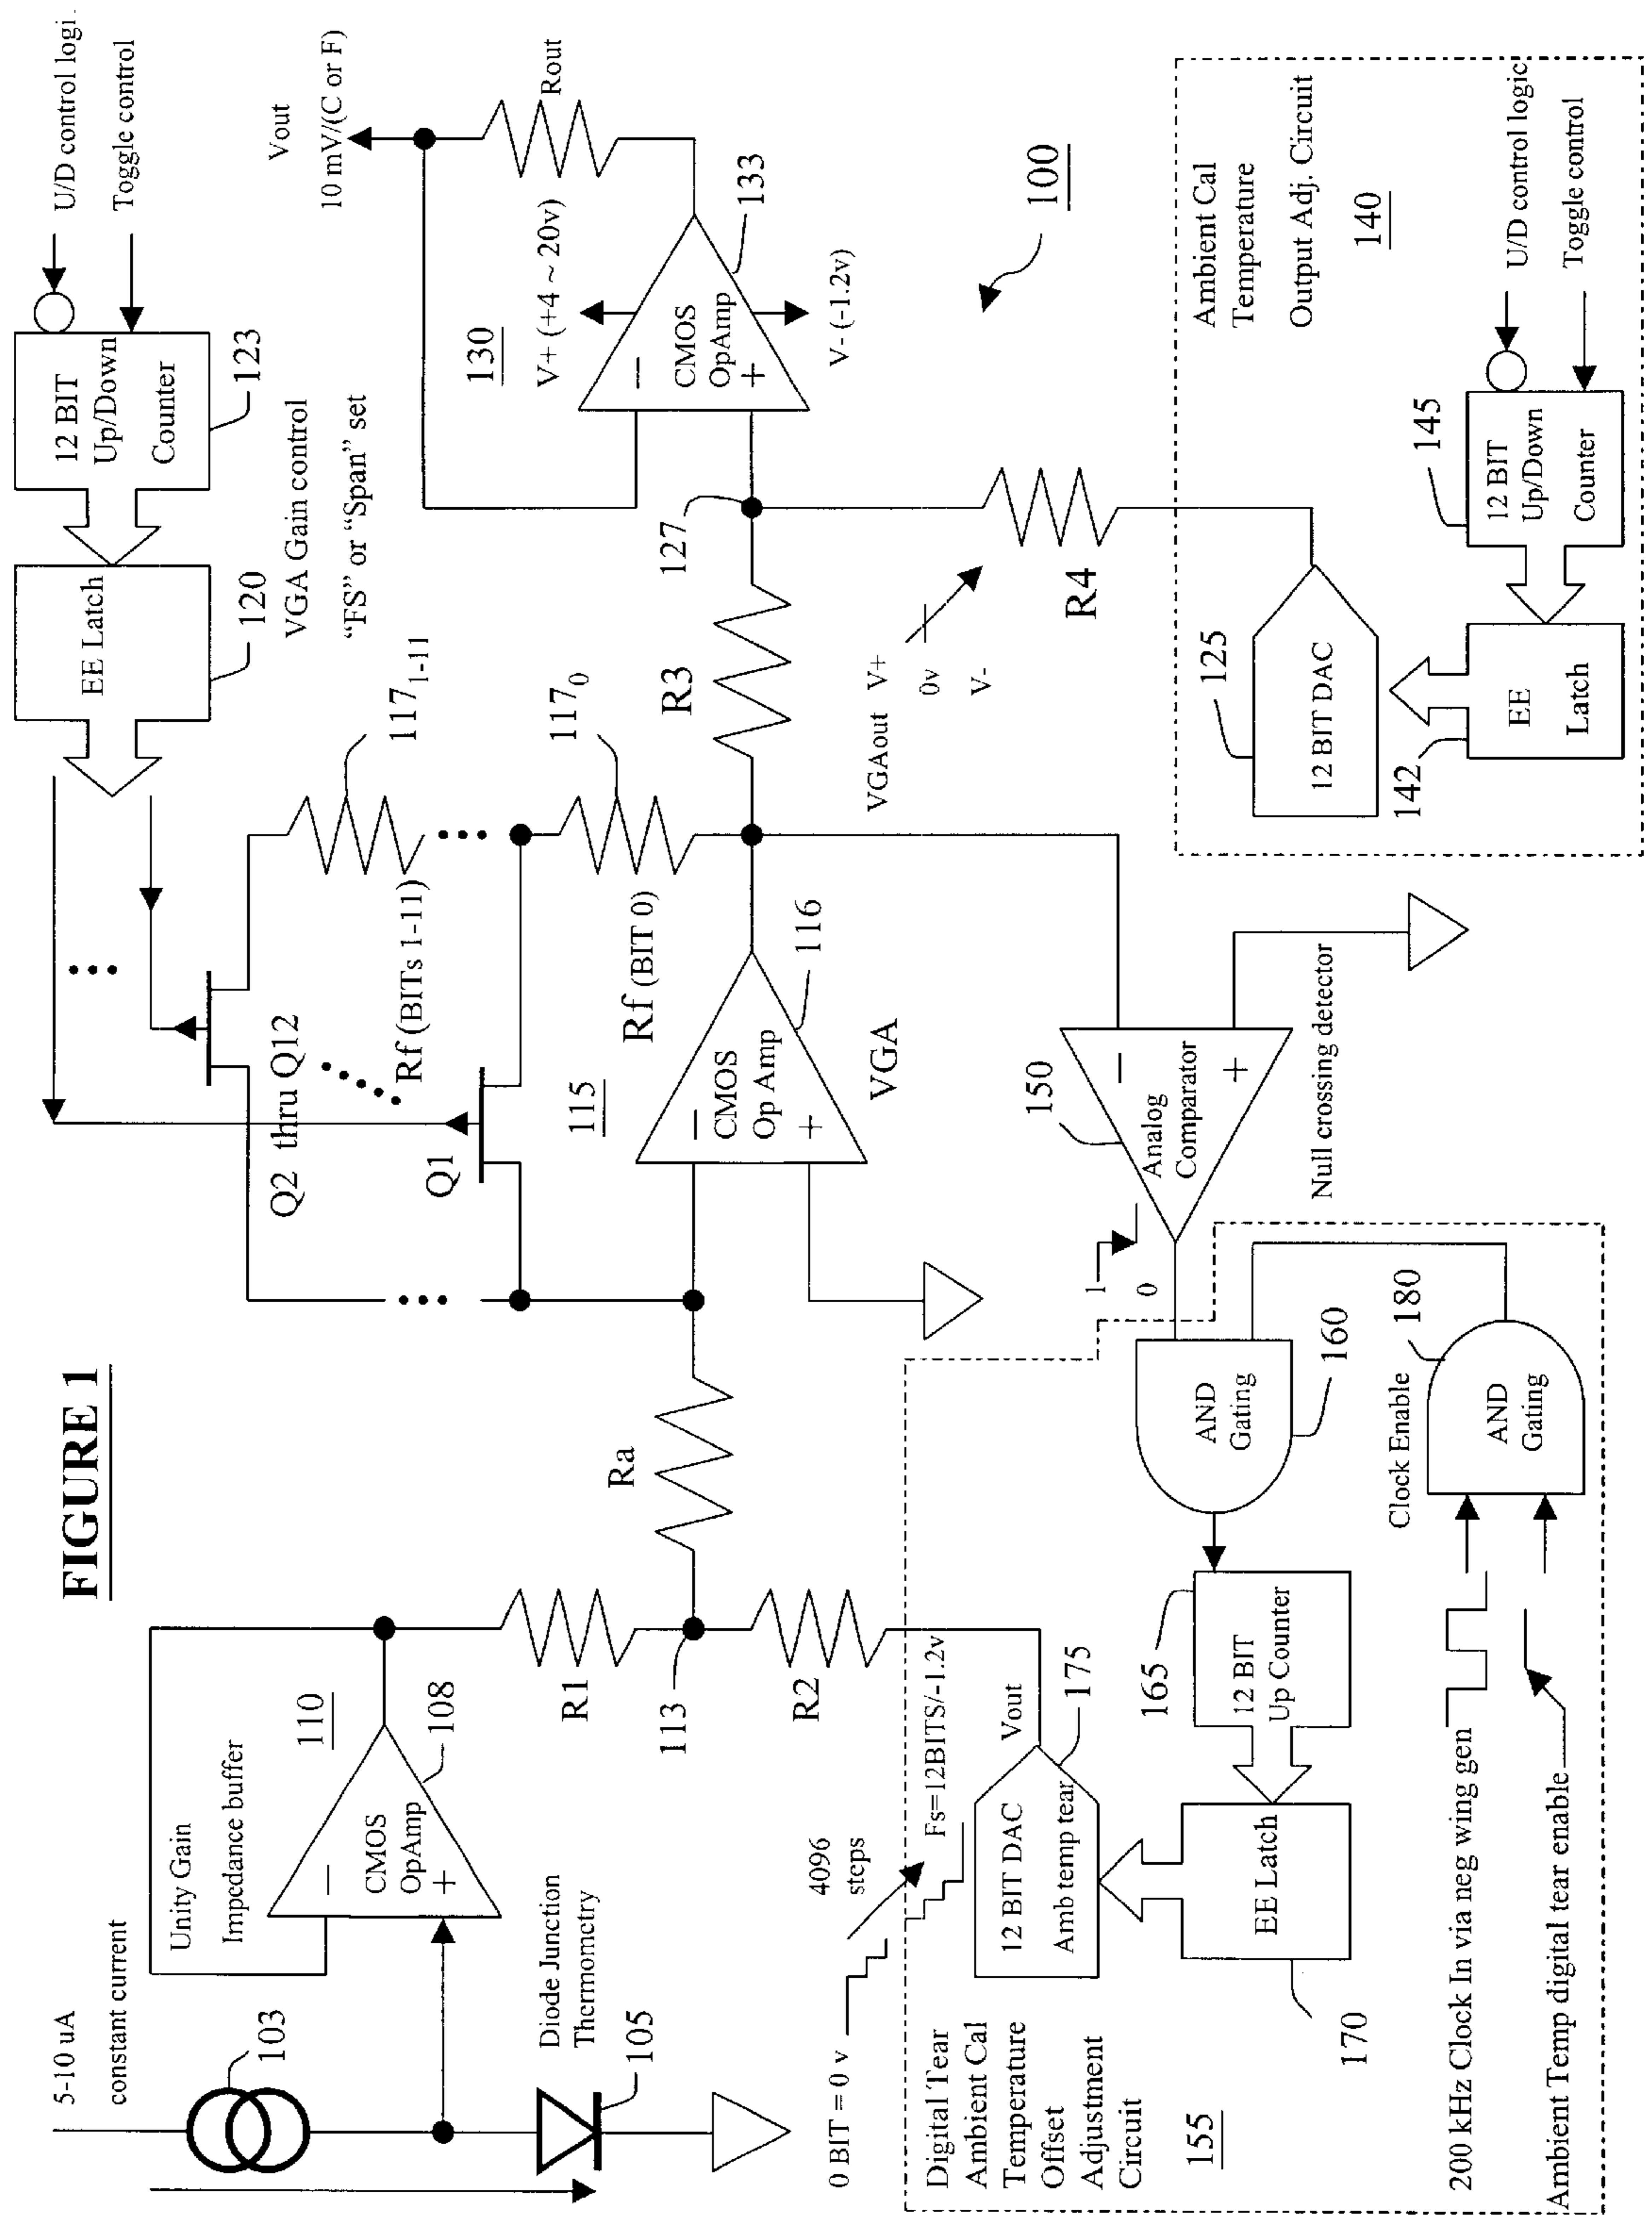 FIGURE 1
5-10 uA
constant current
103
Diode Junction
Thermometry
105
Unity Gain
Impedance buffer
110
−
CMOS
OpAmp
+
108
R1
113
R2
Ra
Q2 thru Q12
Rf (BITs 1-11)
Q1
115
Rf (BIT 0)
−
CMOS
Op Amp
+
116
VGA
117 1-11
117 0
EE Latch
120
VGA Gain control
"FS" or "Span" set
12 BIT
Up/Down
Counter
123
U/D control logi
Toggle control
Vout
10 mV/(C or F)
Rout
130
V+ (+4 ~ 20v)
−
CMOS
OpAmp
+
133
V- (-1.2v)
127
R3
VGAout V+
0v
V-
R4
100
Ambient Cal
Temperature
Output Adj. Circuit
140
125
12 BIT DAC
142
EE
Latch
145
12 BIT
Up/Down
Counter
U/D control logic
Toggle control
150
−
Analog
Comparator
+
Null crossing detector
1
0
0 BIT = 0 v
4096
steps
Fs=12BITS/-1.2v
Digital Tear
Ambient Cal
Temperature
Offset
Adjustment
Circuit
155
12 BIT DAC
Amb temp tear
Vout
175
165
12 BIT
Up Counter
EE Latch
170
AND
Gating
160
Clock Enable
180
AND
Gating
200 kHz Clock In via neg wing gen
Ambient Temp digital tear enable